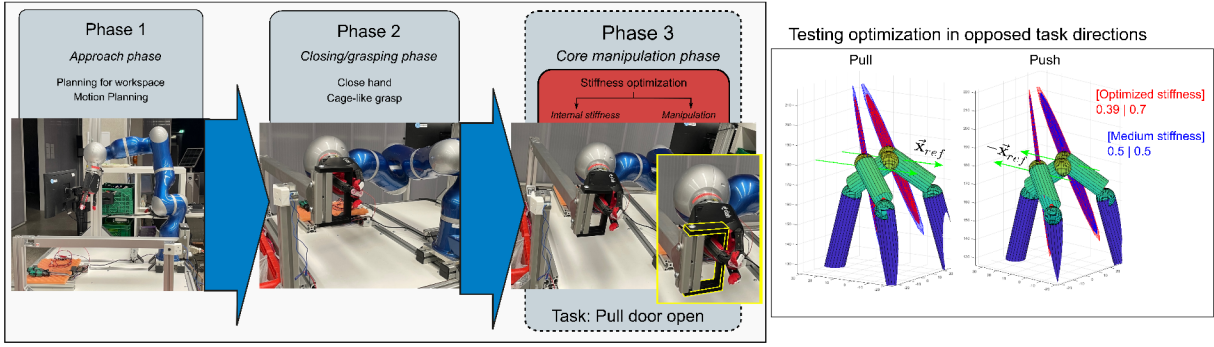 Phase 1
Approach phase
Planning for workspace
Motion Planning
Phase 2
Closing/grasping phase
Close hand
Cage-like grasp
Phase 3
Core manipulation phase
Stiffness optimization
Internal stiffness
Manipulation
Task: Pull door open
Testing optimization in opposed task directions
Pull
Push
[Optimized stiffness]
0.39 | 0.7
[Medium stiffness]
0.5 | 0.5
x⃗ref
-x⃗ref